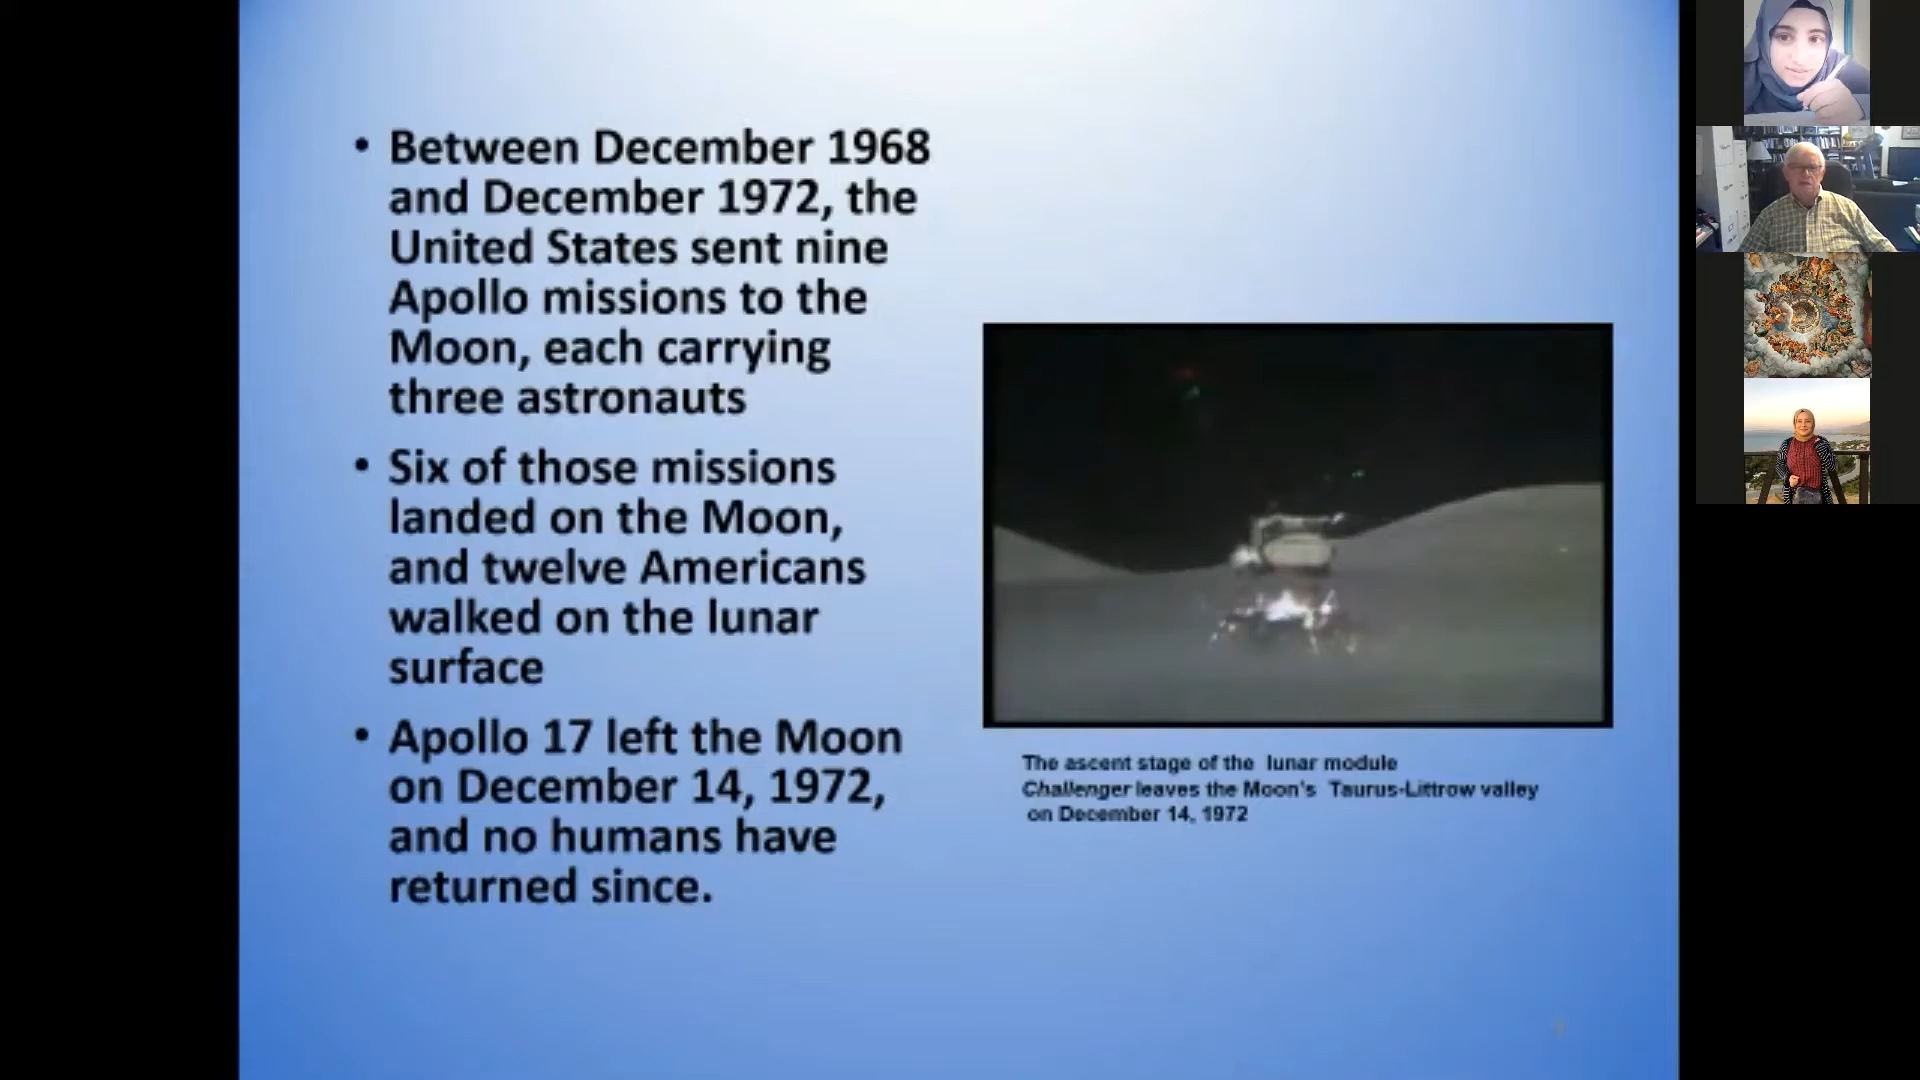 • Between December 1968
and December 1972, the
United States sent nine
Apollo missions to the
Moon, each carrying
three astronauts
• Six of those missions
landed on the Moon,
and twelve Americans
walked on the lunar
surface
• Apollo 17 left the Moon
on December 14, 1972,
and no humans have
returned since.
The ascent stage of the lunar module
Challenger leaves the Moon's Taurus-Littrow valley
on December 14, 1972